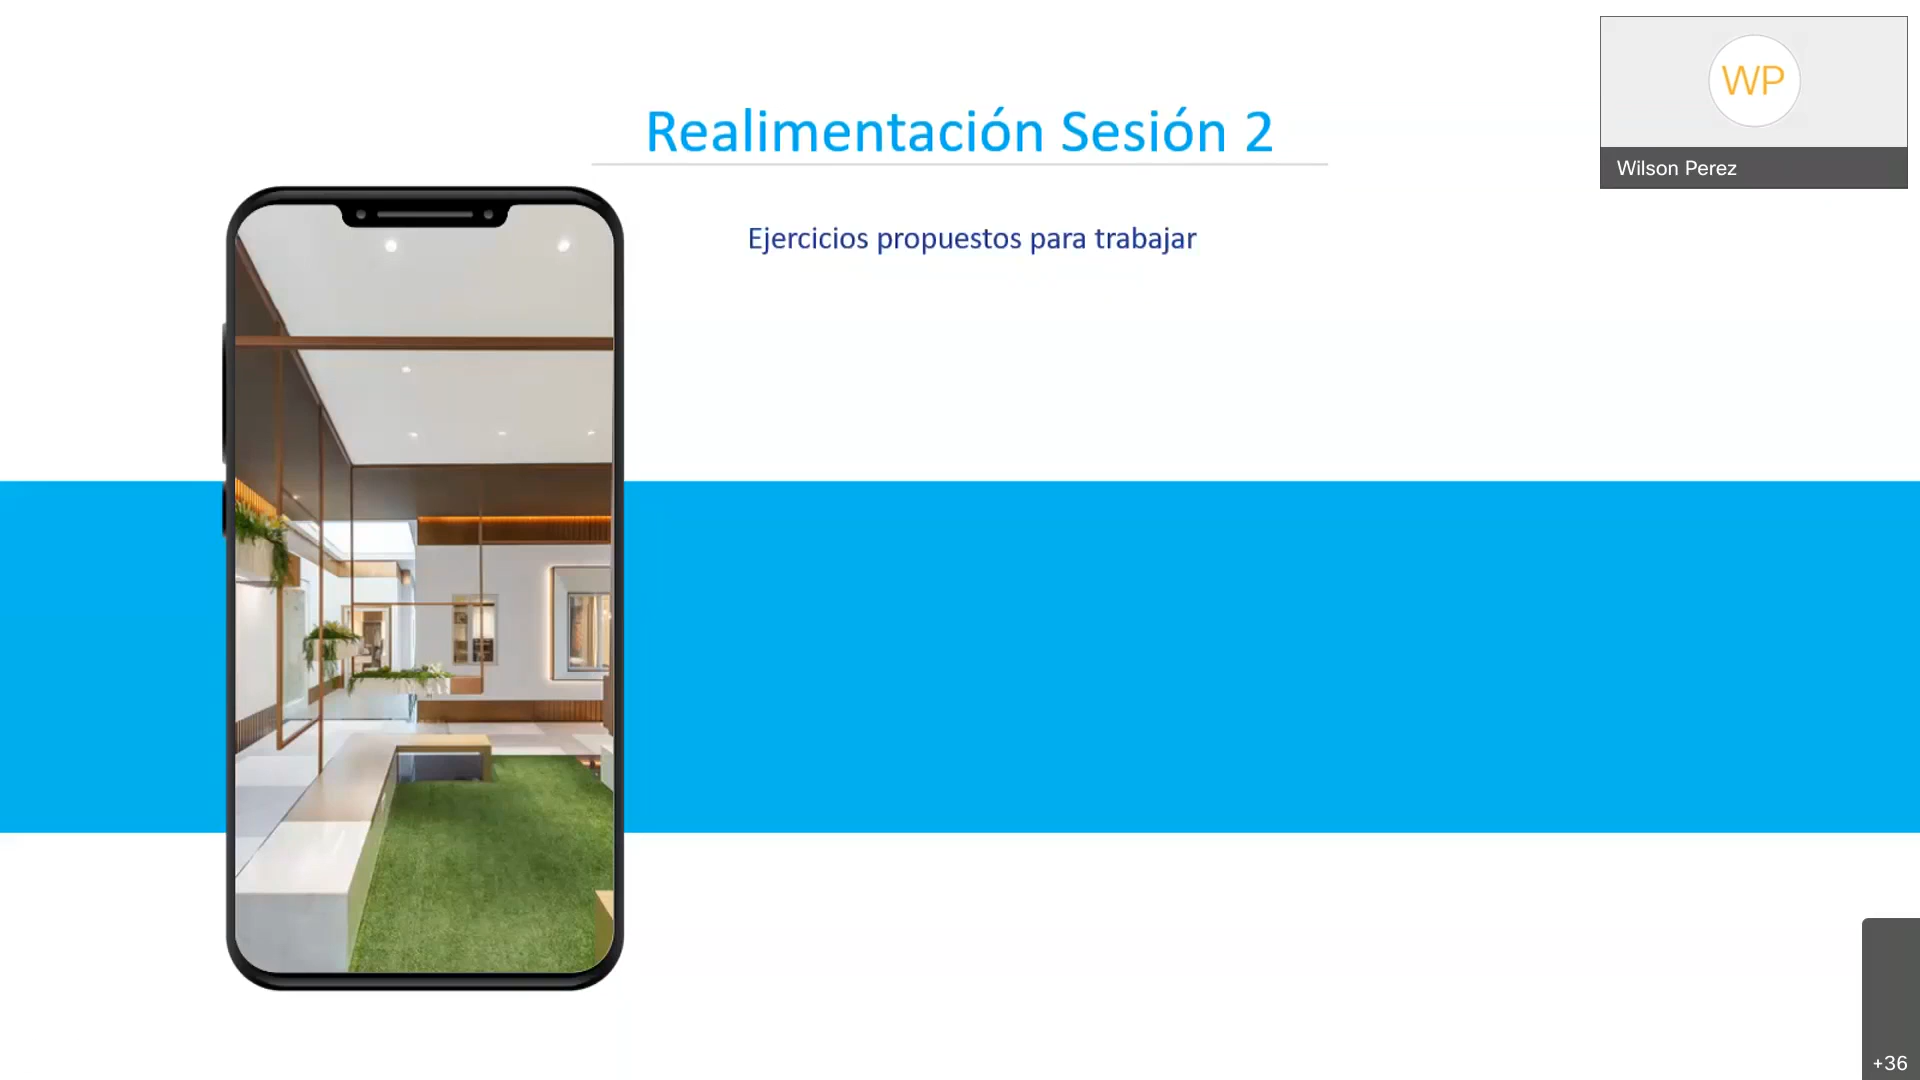 Realimentación Sesión 2
WP
Wilson Perez
Ejercicios propuestos para trabajar
+36